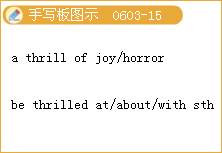 手写板图示 0603-15
a thrill of joy/horror
be thrilled at/about/with sth